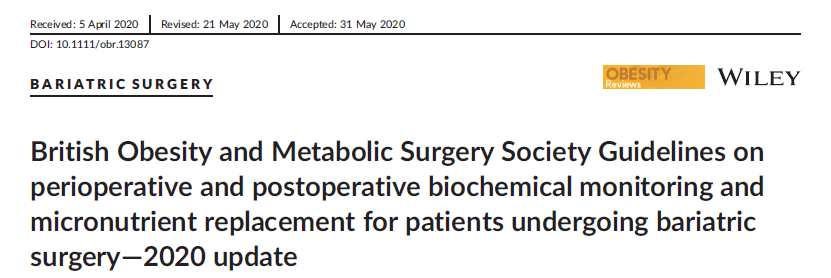 Received: 5 April 2020 | Revised: 21 May 2020 | Accepted: 31 May 2020
DOI: 10.1111/obr.13087
BARIATRIC SURGERY
OBESITY
Reviews
WILEY
British Obesity and Metabolic Surgery Society Guidelines on
perioperative and postoperative biochemical monitoring and
micronutrient replacement for patients undergoing bariatric
surgery—2020 update